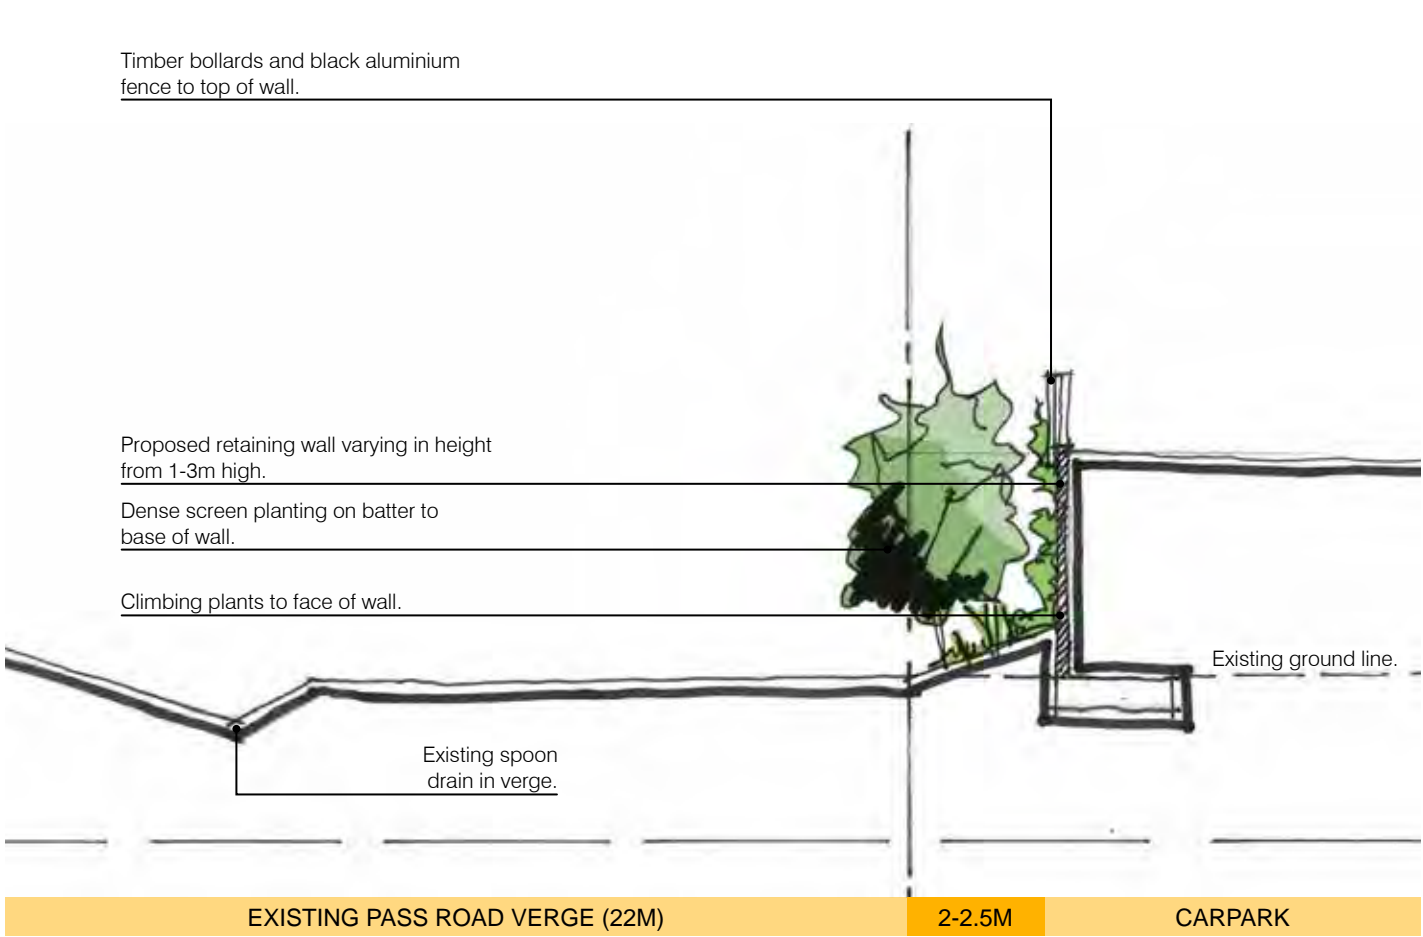 Timber bollards and black aluminium
fence to top of wall.
Proposed retaining wall varying in height
from 1-3m high.
Dense screen planting on batter to
base of wall.
Climbing plants to face of wall.
Existing ground line.
Existing spoon
drain in verge.
EXISTING PASS ROAD VERGE (22M)
2-2.5M
CARPARK